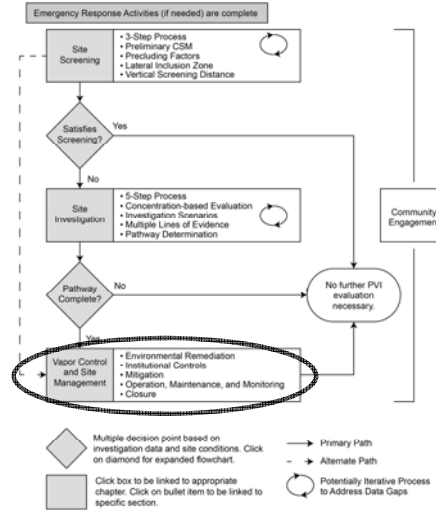 Emergency Response Activities (if needed) are complete
Site
Screening
• 3-Step Process
• Preliminary CSM
• Precluding Factors
• Lateral Inclusion Zone
• Vertical Screening Distance
Satisfies
Screening?
Yes
No
Site
Investigation
• 5-Step Process
• Concentration-based Evaluation
• Investigation Scenarios
• Multiple Lines of Evidence
• Pathway Determination
Community
Engagement
Pathway
Complete?
No
No further PVI
evaluation
necessary.
Yes
Vapor Control
and Site
Management
• Environmental Remediation
• Institutional Controls
• Mitigation
• Operation, Maintenance, and Monitoring
• Closure
Multiple decision point based on
investigation data and site conditions. Click
on diamond for expanded flowchart.
Click box to be linked to appropriate
chapter. Click on bullet item to be linked to
specific section.
Primary Path
Alternate Path
Potentially Iterative Process
to Address Data Gaps